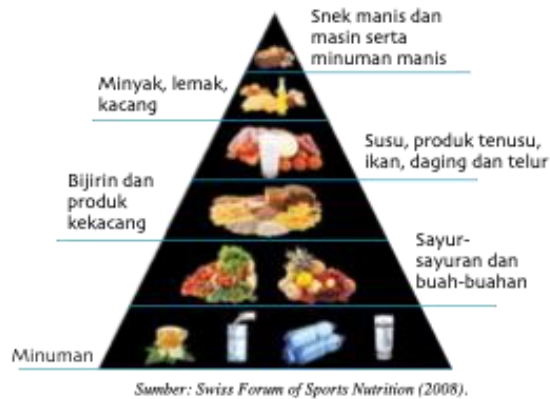 Snek manis dan
masin serta
minuman manis
Minyak, lemak,
kacang
Susu, produk tenusu,
ikan, daging dan telur
Bijirin dan
produk
kekacang
Sayur-
sayuran dan
buah-buahan
Minuman
Sumber: Swiss Forum of Sports Nutrition (2008).